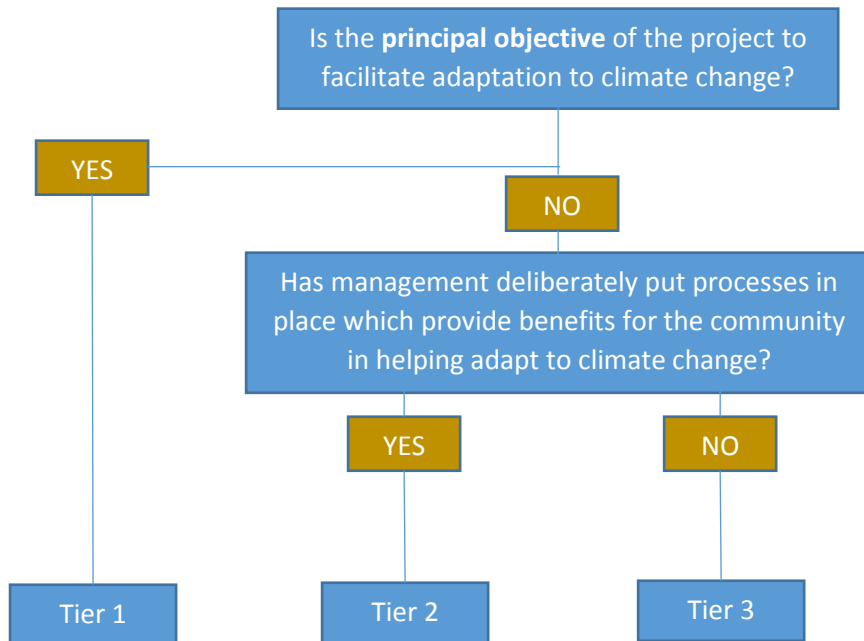 Is the principal objective of the project to
facilitate adaptation to climate change?
YES
NO
Has management deliberately put processes in
place which provide benefits for the community
in helping adapt to climate change?
YES
NO
Tier 1
Tier 2
Tier 3